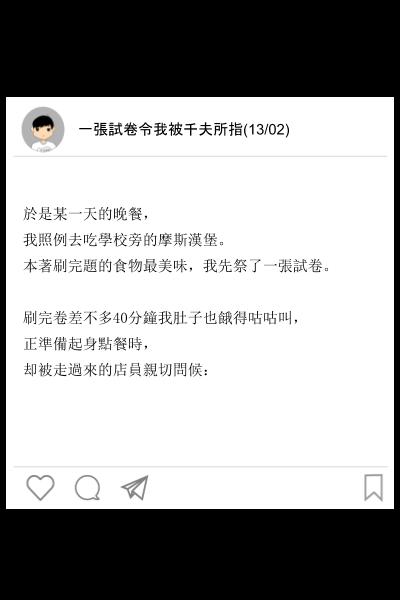 一張試卷令我被千夫所指(13/02)
於是某一天的晚餐，
我照例去吃學校旁的摩斯漢堡。
本著刷完題的食物最美味，我先祭了一張試卷。
刷完卷差不多40分鐘我肚子也餓得咕咕叫，
正準備起身點餐時，
却被走過來的店員親切問候：